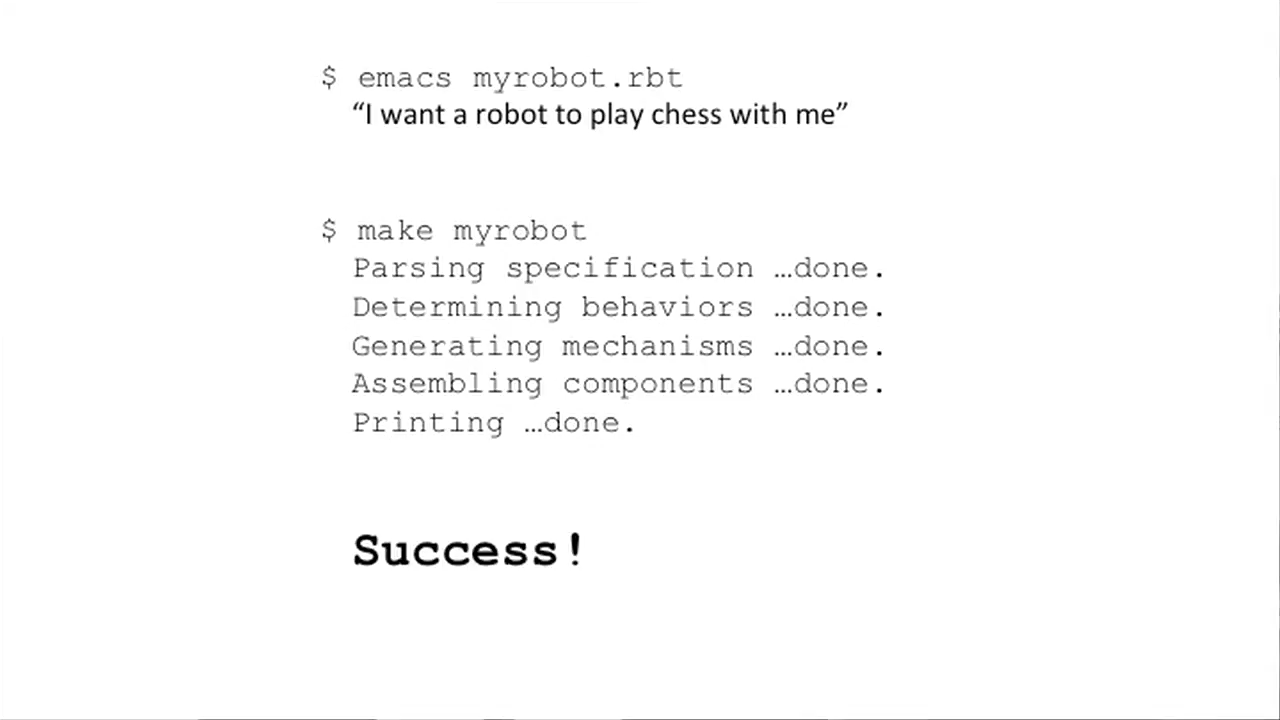 $ emacs myrobot.rbt
“I want a robot to play chess with me”
$ make myrobot
Parsing specification …done.
Determining behaviors …done.
Generating mechanisms …done.
Assembling components …done.
Printing …done.
Success!